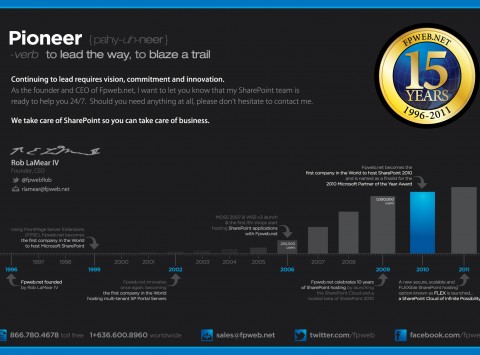 Pioneer (pahy-uh-neer)
-verb to lead the way, to blaze a trail
FPWEB.NET
15
YEARS
1996-2011
Continuing to lead requires vision, commitment and innovation.
As the founder and CEO of Fpweb.net, I want to let you know that my SharePoint team is
ready to help you 24/7. Should you need anything at all, please don't hesitate to contact me.
We take care of SharePoint so you can take care of business.
Rob LaMear IV
Founder, CEO
@fpwebRob
rlamear@fpweb.net
Fpweb.net becomes the
first company in the World
to host SharePoint 2010
and is named as a finalist for the
2010 Microsoft Partner of the Year Award
Using FrontPage Server Extensions
(FPSE), Fpweb.net becomes
the first company in the World
to host Microsoft SharePoint
MOSS 2007 & WSS v3 launch
hosting SharePoint applications
with Fpweb.net
users
users
1996 1997 1998 1999 2000 2001 2002 2003 2004 2005 2006 2007 2008 2009 2010 2011
Fpweb.net founded
by Rob LaMear IV
Fpweb.net innovates
once again becoming
the first company in the World
hosting multi-tenant SP Portal Servers
Fpweb.net celebrates 10 years
of SharePoint hosting by launching
the SharePoint Cloud and a
hosted beta of SharePoint 2010
A new secure, scalable and
FLEXible SharePoint hosting
option known as FLEX is launched...
a SharePoint Cloud of Infinite Possibility
866.780.4678 toll free 1+636.600.8960 worldwide
sales@fpweb.net
twitter.com/fpweb
facebook.com/fpweb